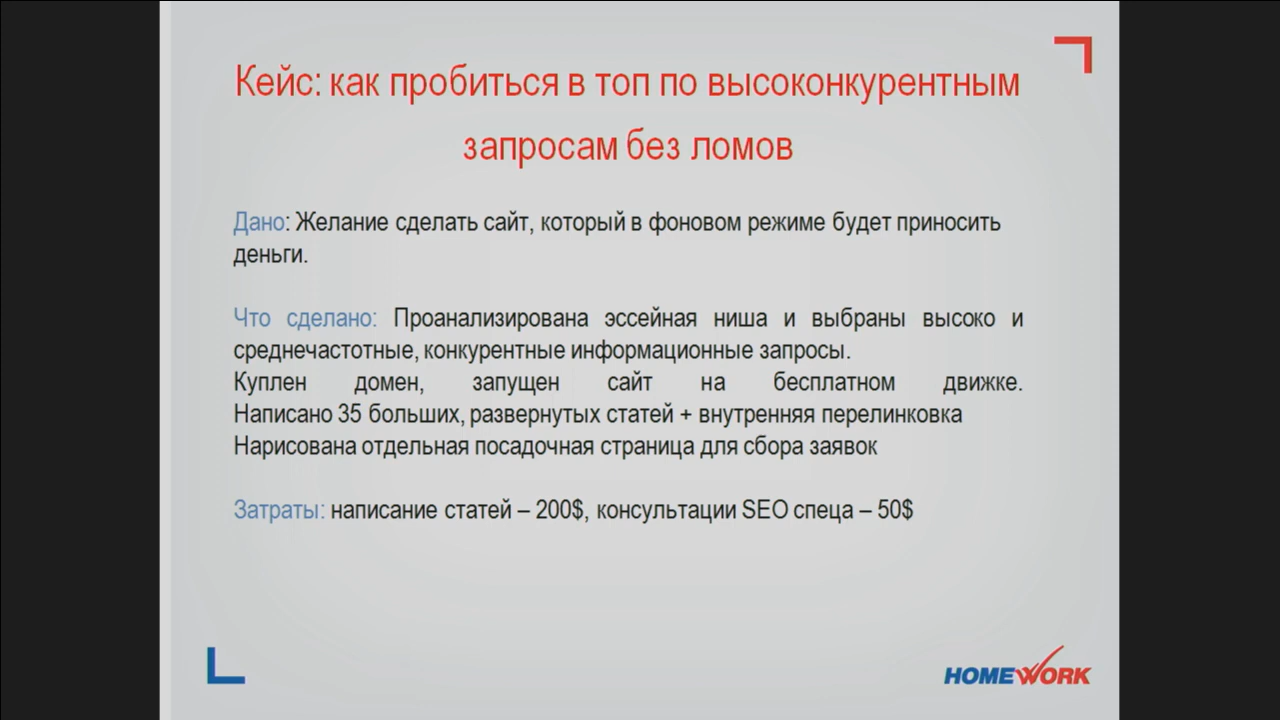 Кейс: как пробиться в топ по высоконкурентным
запросам без ломов
Дано: Желание сделать сайт, который в фоновом режиме будет приносить
деньги.
Что сделано: Проанализирована эссейная ниша и выбраны высоко и
среднечастотные, конкурентные информационные запросы.
Куплен домен, запущен сайт на бесплатном движке.
Написано 35 больших, развернутых статей + внутренняя перелинковка
Нарисована отдельная посадочная страница для сбора заявок
Затраты: написание статей – 200$, консультации SEO спеца – 50$
HOMEWORK